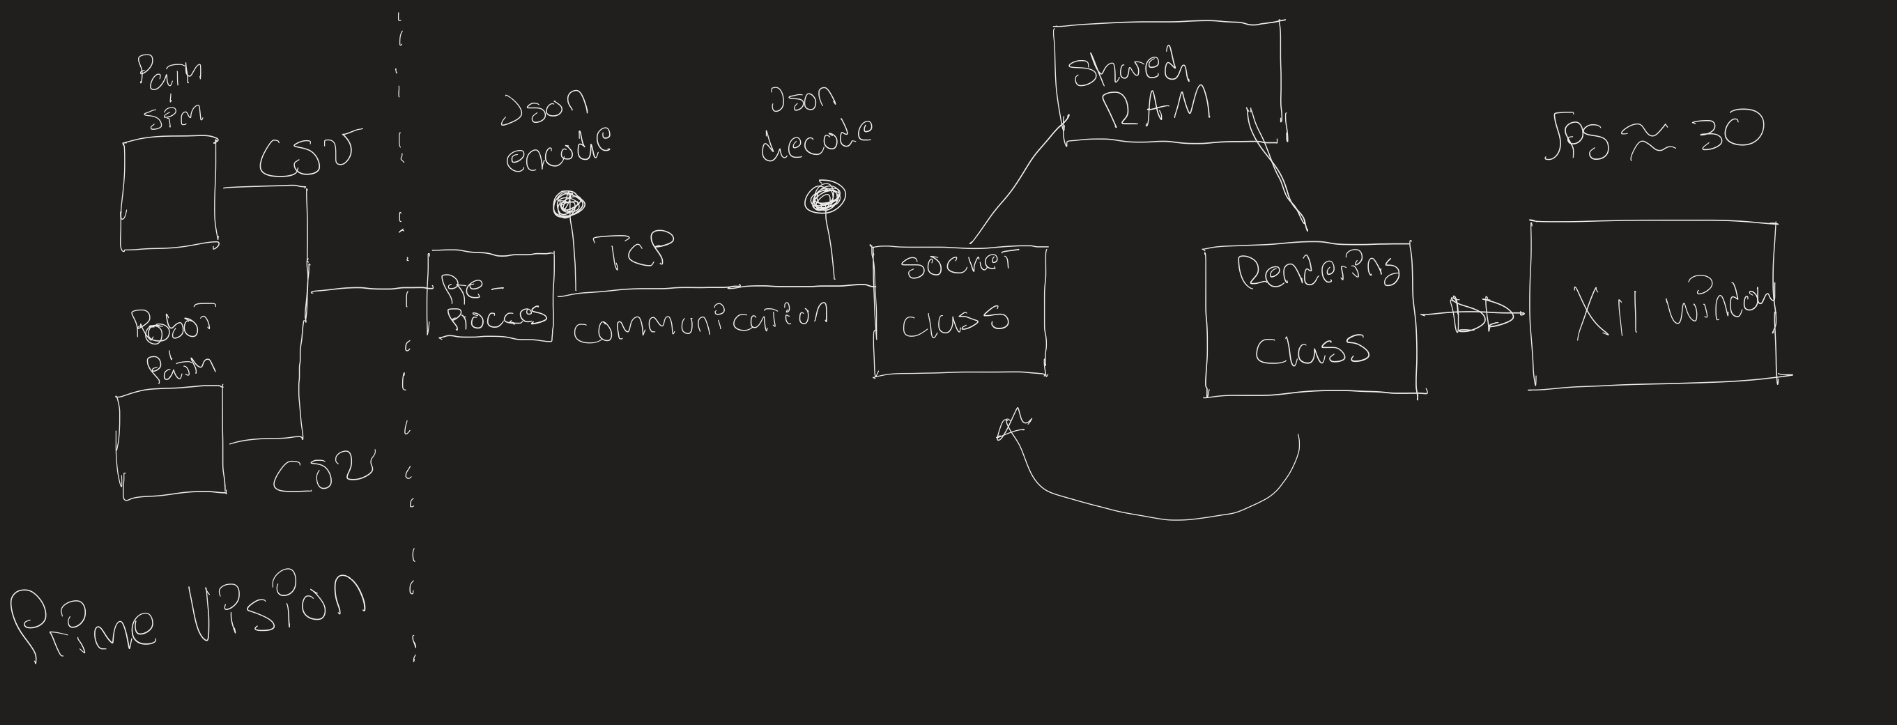 Path
sim
CSV
Robot
Path
CSV
Prime Vision
Json
encode
Json
decode
Pre-
Procces
TCP
communication
socket
class
shared
RAM
Rendering
class
fps ≈ 30
X11 window